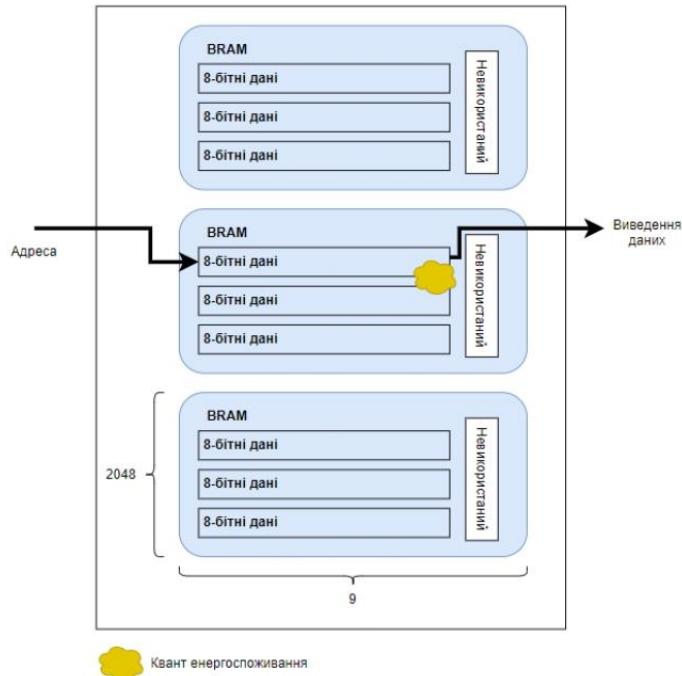 BRAM
8-бітні дані
8-бітні дані
8-бітні дані
Невикористаний
Адреса
BRAM
8-бітні дані
8-бітні дані
8-бітні дані
Невикористаний
Виведення
даних
2048
BRAM
8-бітні дані
8-бітні дані
8-бітні дані
Невикористаний
9
Квант енергоспоживання